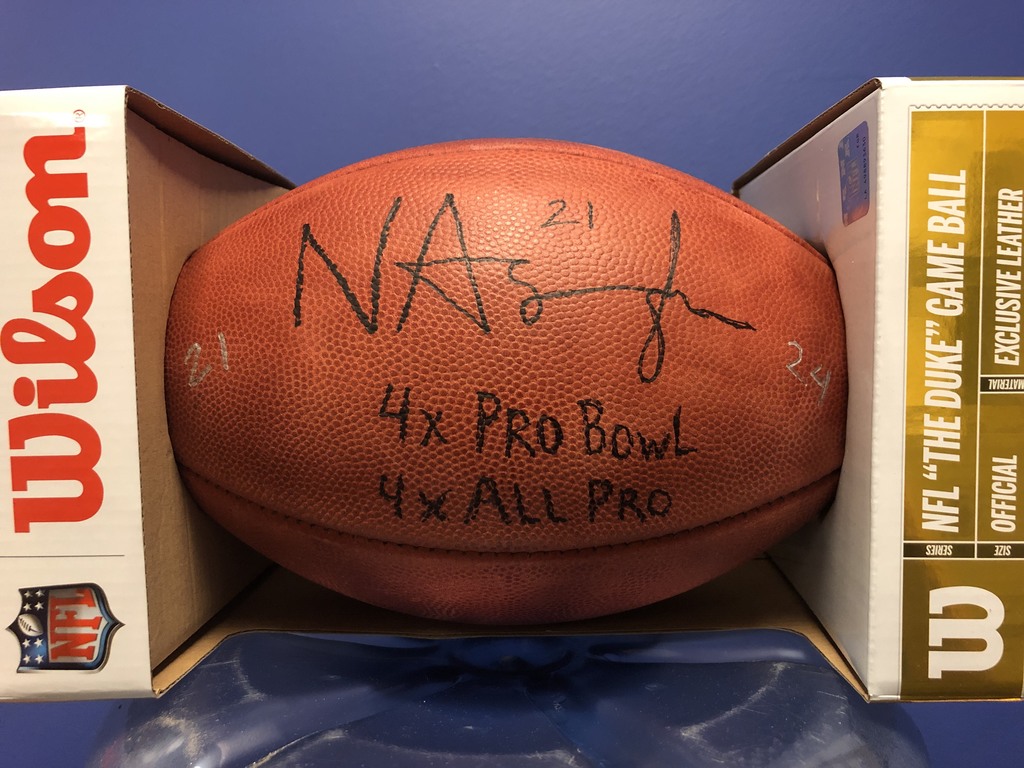 Wilson
NFL
21
21
24
4x PRO BOWL
4x ALL PRO
NFL "THE DUKE" GAME BALL
SERIES
EXCLUSIVE LEATHER
MATERIAL
OFFICIAL
SIZE
W